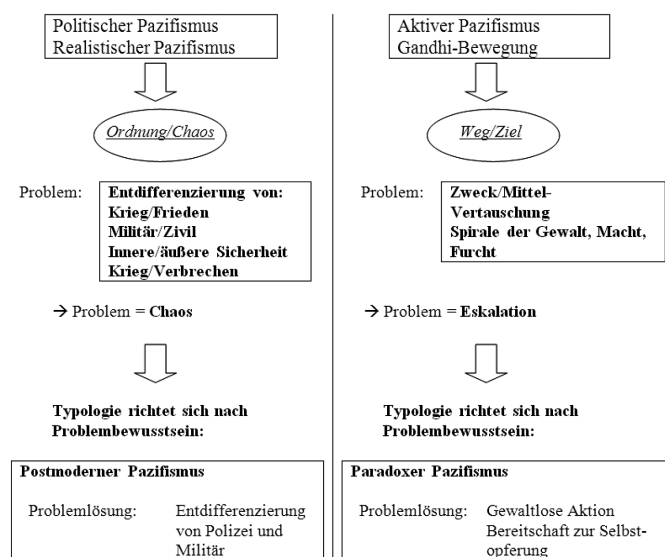 Politischer Pazifismus
Realistischer Pazifismus
Ordnung/Chaos
Problem:
Entdifferenzierung von:
Krieg/Frieden
Militär/Zivil
Innere/äußere Sicherheit
Krieg/Verbrechen
→ Problem = Chaos
Typologie richtet sich nach
Problembewusstsein:
Postmoderner Pazifismus
Problemlösung: Entdifferenzierung
von Polizei und
Militär
Aktiver Pazifismus
Gandhi-Bewegung
Weg/Ziel
Problem:
Zweck/Mittel-
Vertauschung
Spirale der Gewalt, Macht,
Furcht
→ Problem = Eskalation
Typologie richtet sich nach
Problembewusstsein:
Paradoxer Pazifismus
Problemlösung: Gewaltlose Aktion
Bereitschaft zur Selbst-
opferung